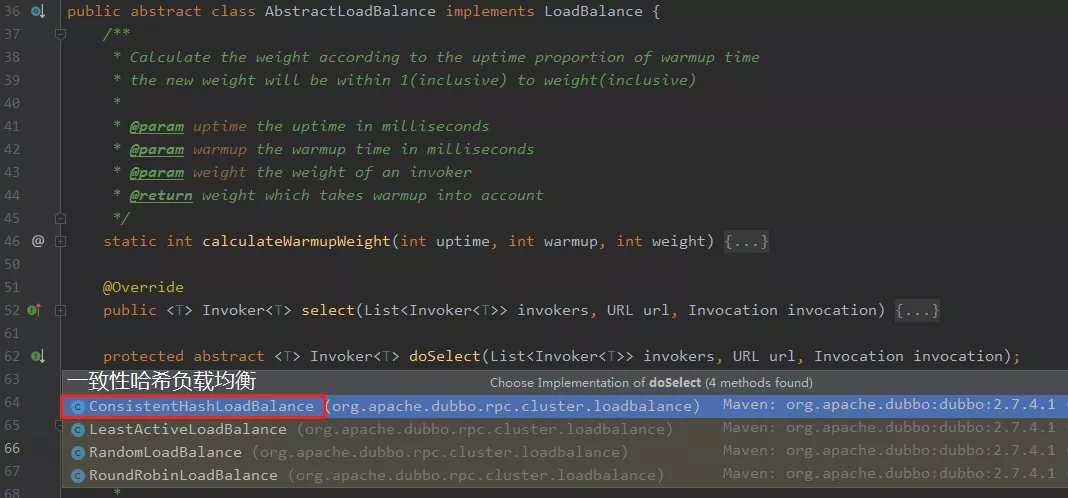 36 public abstract class AbstractLoadBalance implements LoadBalance {
37 /**
38 * Calculate the weight according to the uptime proportion of warmup time
39 * the new weight will be within 1(inclusive) to weight(inclusive)
40 *
41 * @param uptime the uptime in milliseconds
42 * @param warmup the warmup time in milliseconds
43 * @param weight the weight of an invoker
44 * @return weight which takes warmup into account
45 */
46 @ static int calculateWarmupWeight(int uptime, int warmup, int weight) {...}
50
51 @Override
52 public <T> Invoker<T> select(List<Invoker<T>> invokers, URL url, Invocation invocation) {...}
61
62 protected abstract <T> Invoker<T> doSelect(List<Invoker<T>> invokers, URL url, Invocation invocation);
63 一致性哈希负载均衡 Choose Implementation of doSelect (4 methods found)
64 ConsistentHashLoadBalance (org.apache.dubbo.rpc.cluster.loadbalance) Maven: org.apache.dubbo:dubbo:2.7.4.1
65 LeastActiveLoadBalance (org.apache.dubbo.rpc.cluster.loadbalance) Maven: org.apache.dubbo:dubbo:2.7.4.1
66 RandomLoadBalance (org.apache.dubbo.rpc.cluster.loadbalance) Maven: org.apache.dubbo:dubbo:2.7.4.1
67 RoundRobinLoadBalance (org.apache.dubbo.rpc.cluster.loadbalance) Maven: org.apache.dubbo:dubbo:2.7.4.1
68 *